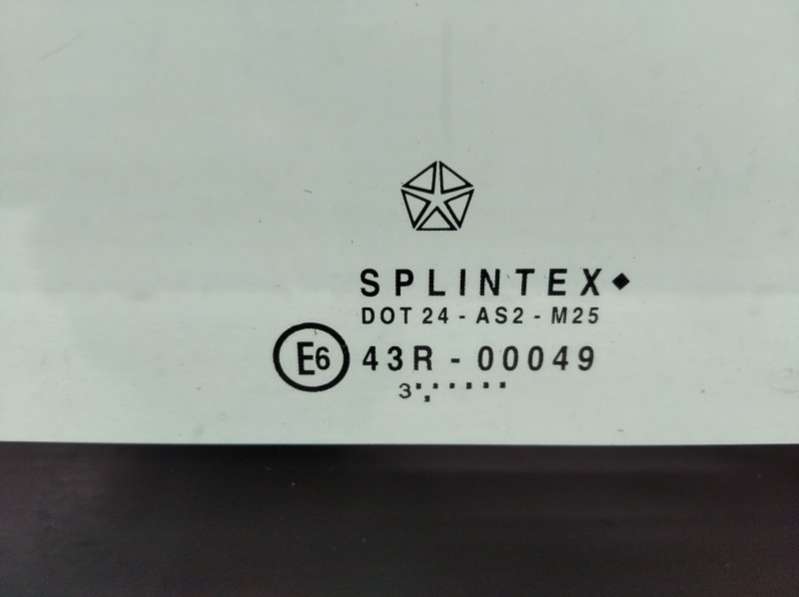 SPLINTEX
DOT 24 - AS2 - M25
E6 43R - 00049
3